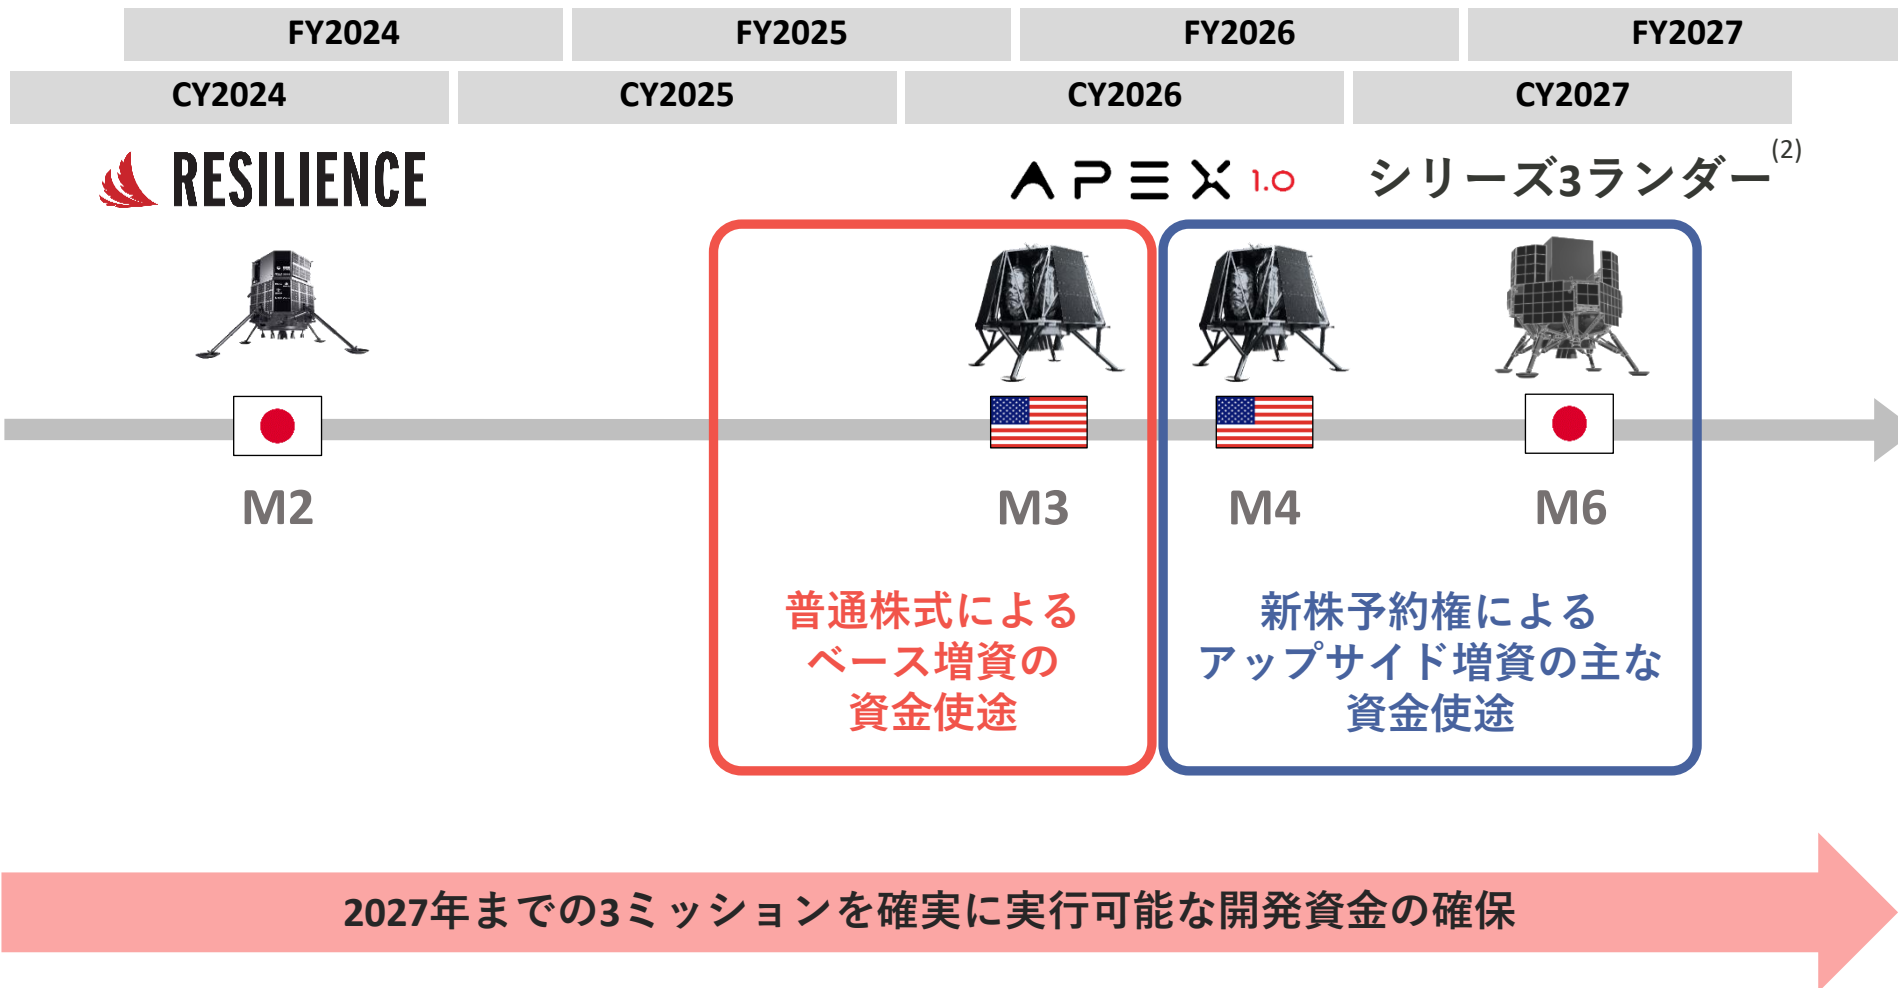 FY2024 FY2025 FY2026 FY2027
CY2024 CY2025 CY2026 CY2027
RESILIENCE
APEX 1.0
シリーズ3ランダー(2)
M2
M3
M4
M6
普通株式による
ベース増資の
資金使途
新株予約権による
アップサイド増資の主な
資金使途
2027年までの3ミッションを確実に実行可能な開発資金の確保